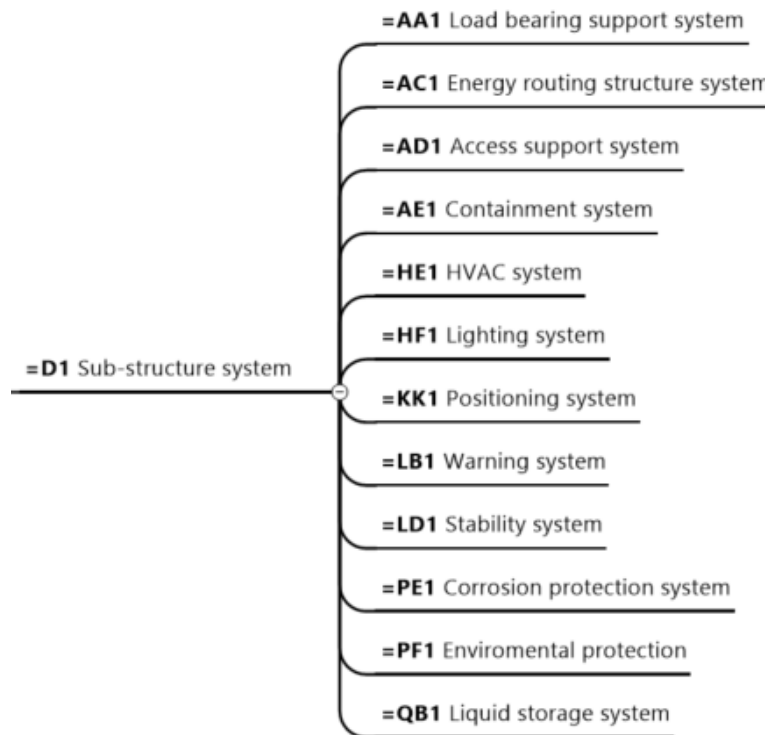 =AA1 Load bearing support system
=AC1 Energy routing structure system
=AD1 Access support system
=AE1 Containment system
=HE1 HVAC system
=HF1 Lighting system
=D1 Sub-structure system
=KK1 Positioning system
=LB1 Warning system
=LD1 Stability system
=PE1 Corrosion protection system
=PF1 Enviromental protection
=QB1 Liquid storage system